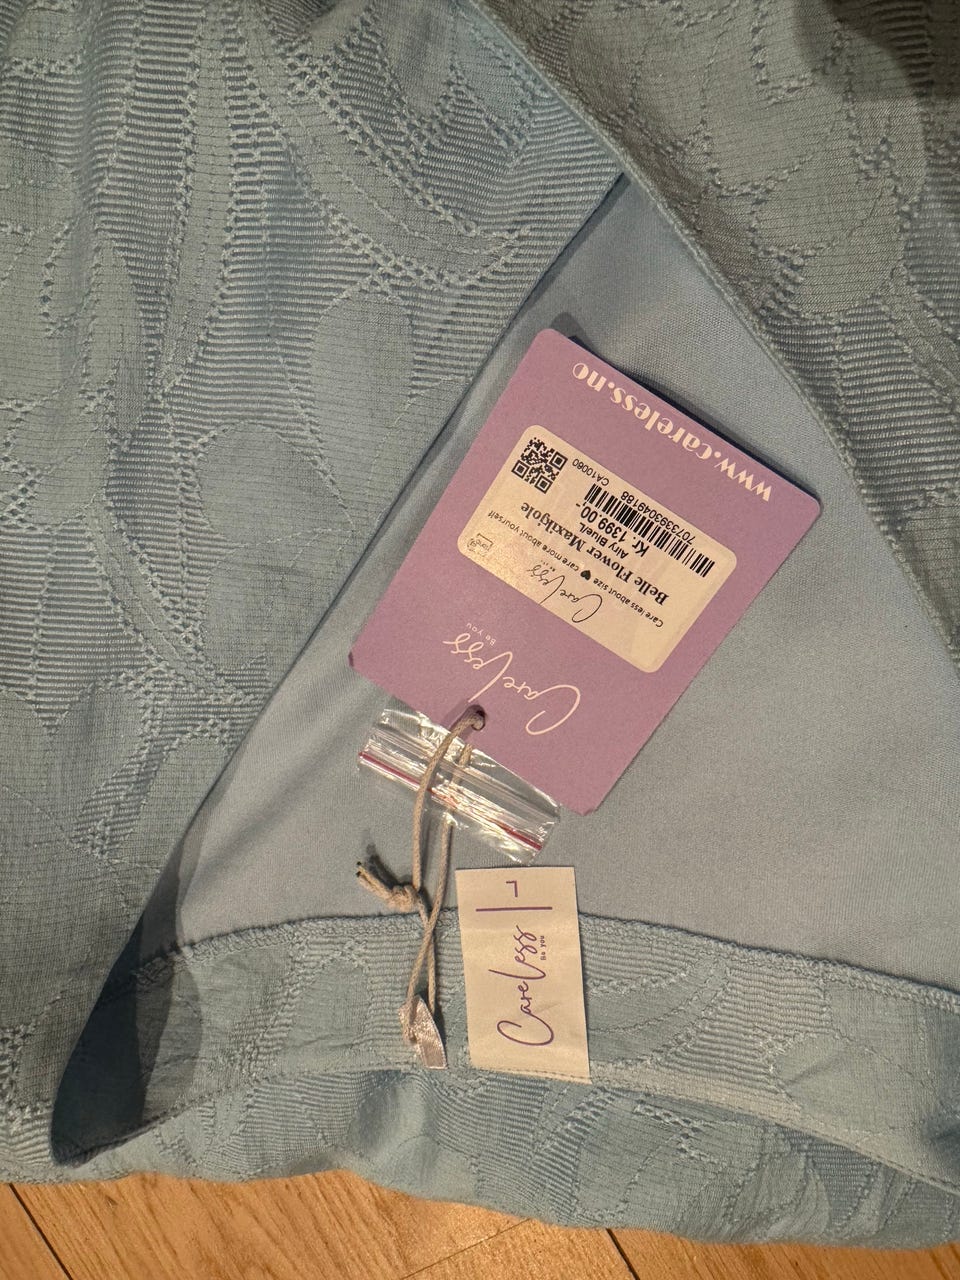 CareLess
Be you
CareLess
Care less about size ♥ care more about yourself
Belle Flower Maxikjole
Airy Blue/L
Kr. 1399.00,-
7073393049188
CA10060
www.careless.no
CareLess
Be you
L